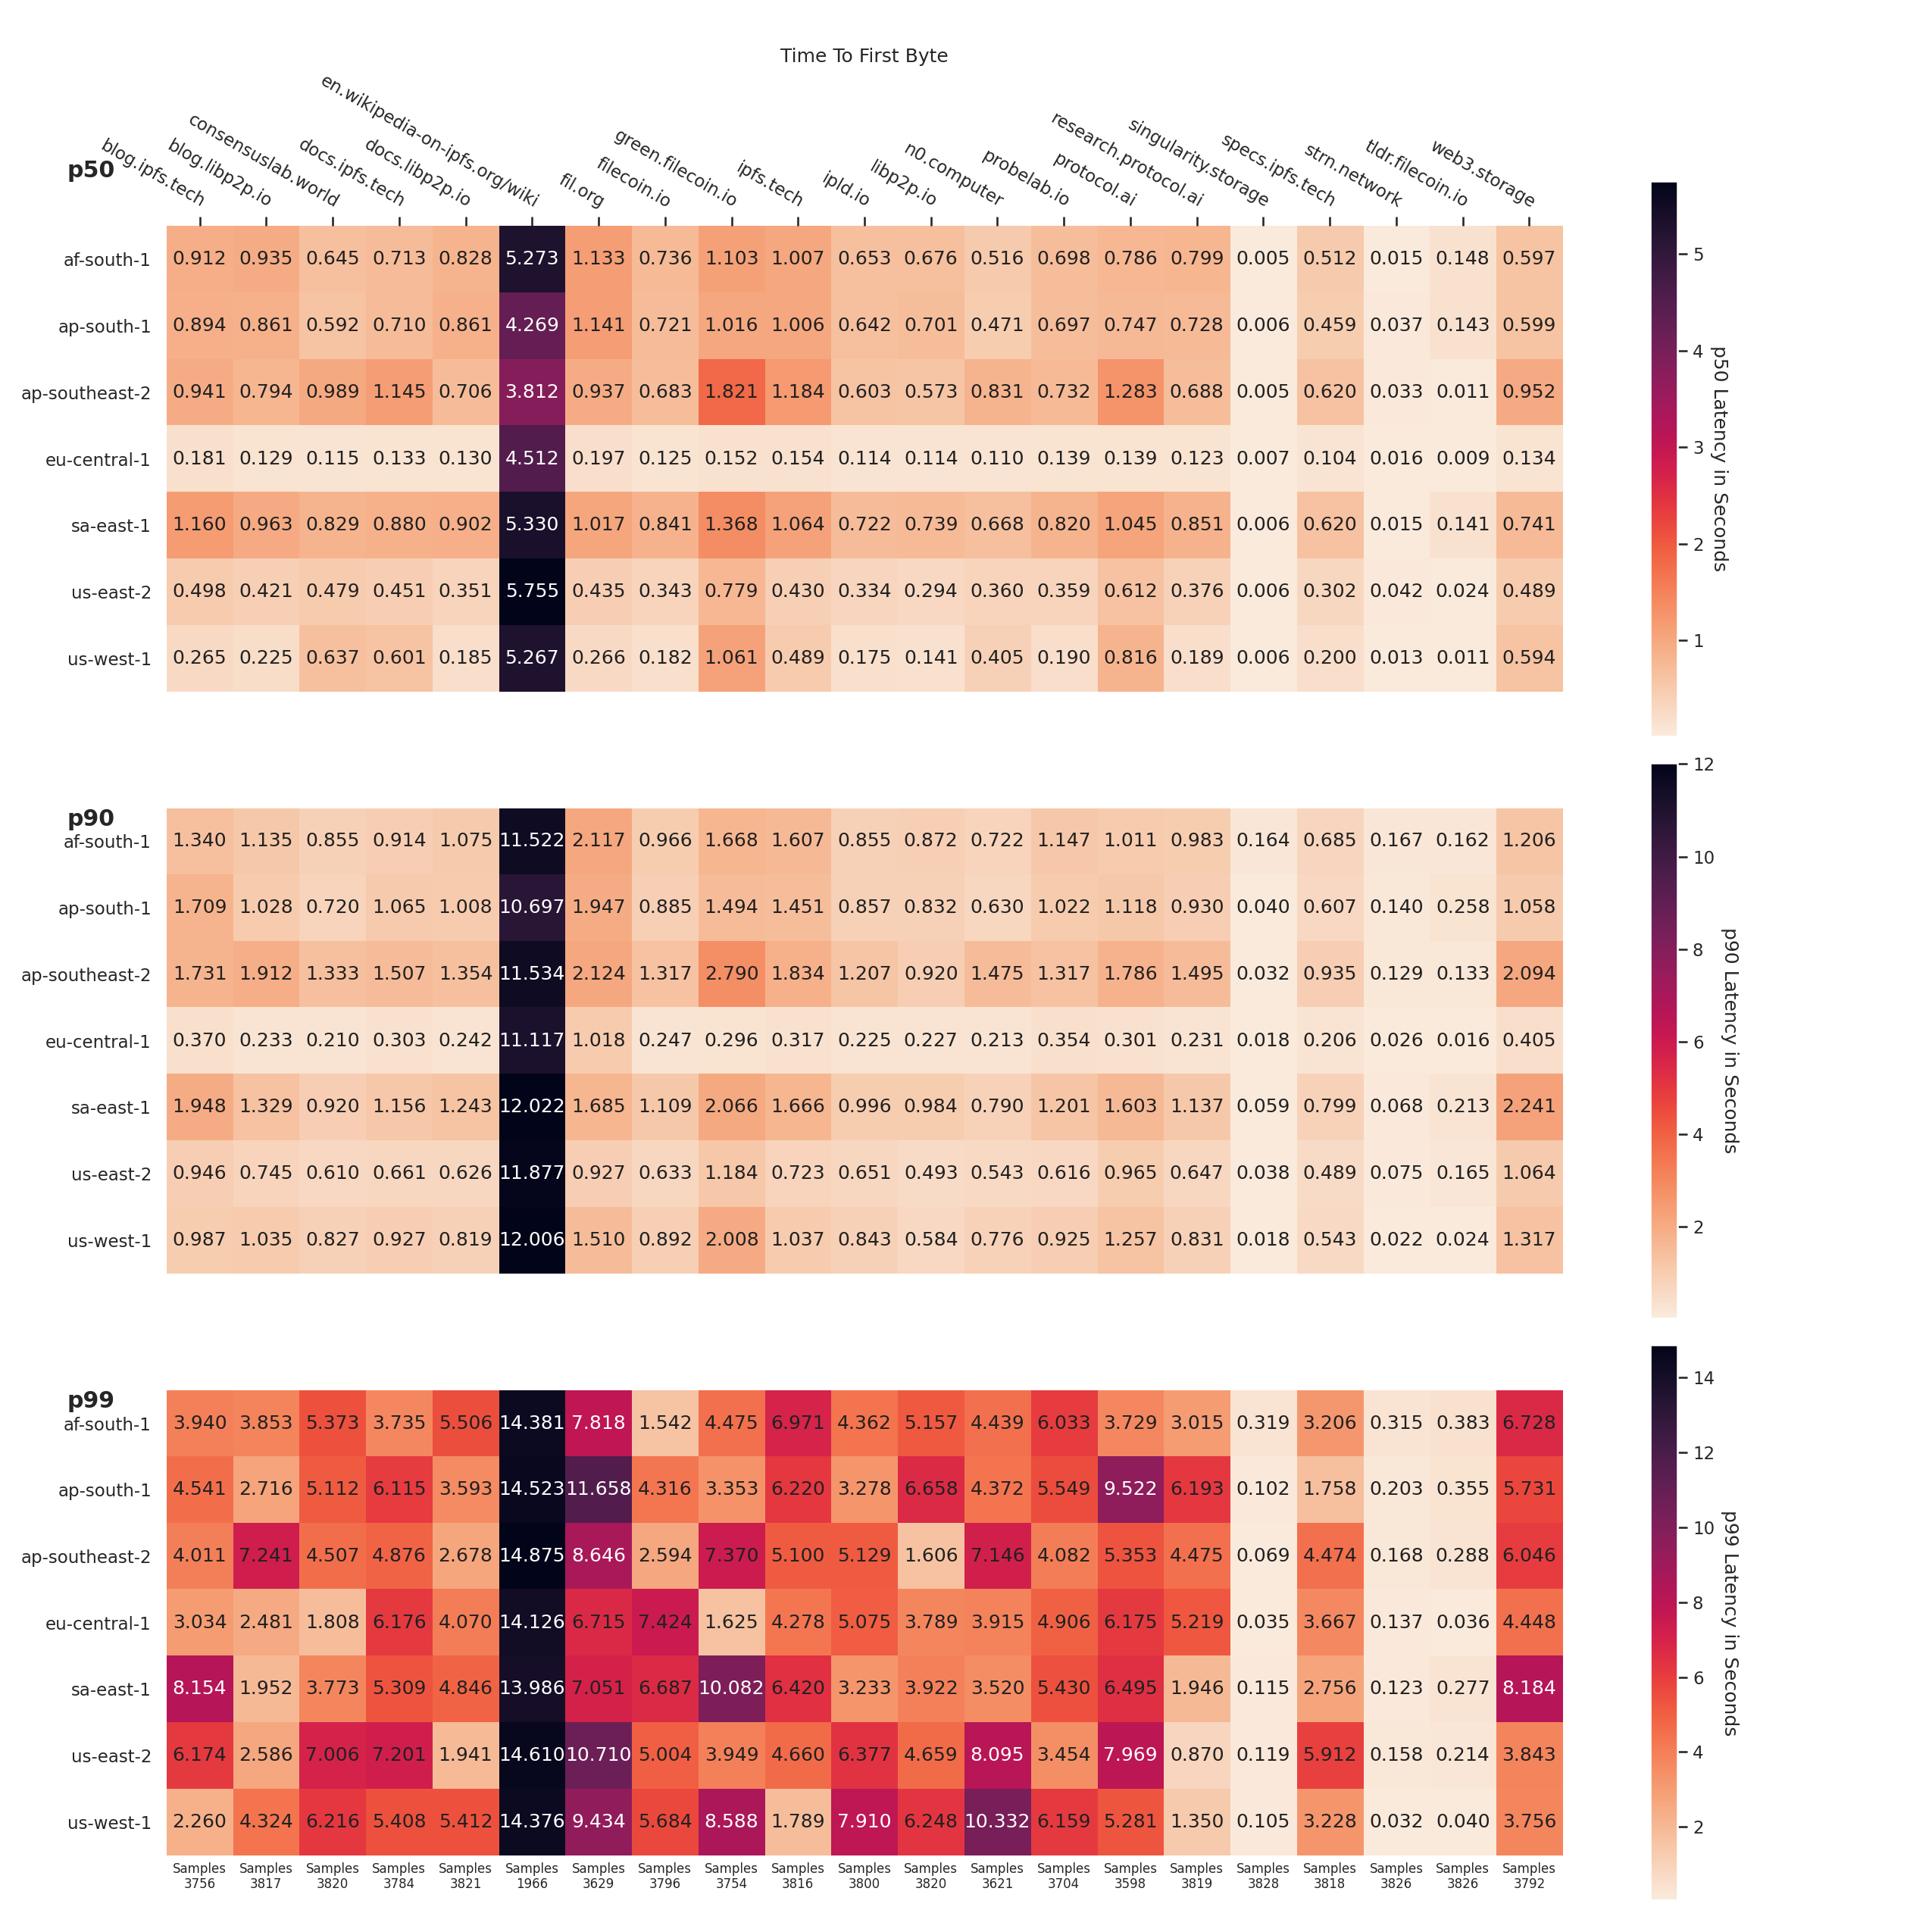 Time To First Byte
p50
blog.ipfs.tech
blog.libp2p.io
consensuslab.world
docs.ipfs.tech
docs.libp2p.io
en.wikipedia-on-ipfs.org/wiki
fil.org
filecoin.io
green.filecoin.io
ipfs.tech
ipld.io
libp2p.io
n0.computer
probelab.io
protocol.ai
research.protocol.ai
singularity.storage
specs.ipfs.tech
strn.network
tldr.filecoin.io
web3.storage
af-south-1 0.912 0.935 0.645 0.713 0.828 5.273 1.133 0.736 1.103 1.007 0.653 0.676 0.516 0.698 0.786 0.799 0.005 0.512 0.015 0.148 0.597
ap-south-1 0.894 0.861 0.592 0.710 0.861 4.269 1.141 0.721 1.016 1.006 0.642 0.701 0.471 0.697 0.747 0.728 0.006 0.459 0.037 0.143 0.599
ap-southeast-2 0.941 0.794 0.989 1.145 0.706 3.812 0.937 0.683 1.821 1.184 0.603 0.573 0.831 0.732 1.283 0.688 0.005 0.620 0.033 0.011 0.952
eu-central-1 0.181 0.129 0.115 0.133 0.130 4.512 0.197 0.125 0.152 0.154 0.114 0.114 0.110 0.139 0.139 0.123 0.007 0.104 0.016 0.009 0.134
sa-east-1 1.160 0.963 0.829 0.880 0.902 5.330 1.017 0.841 1.368 1.064 0.722 0.739 0.668 0.820 1.045 0.851 0.006 0.620 0.015 0.141 0.741
us-east-2 0.498 0.421 0.479 0.451 0.351 5.755 0.435 0.343 0.779 0.430 0.334 0.294 0.360 0.359 0.612 0.376 0.006 0.302 0.042 0.024 0.489
us-west-1 0.265 0.225 0.637 0.601 0.185 5.267 0.266 0.182 1.061 0.489 0.175 0.141 0.405 0.190 0.816 0.189 0.006 0.200 0.013 0.011 0.594
5
4
3
2
1
p50 Latency in Seconds
p90
af-south-1 1.340 1.135 0.855 0.914 1.075 11.522 2.117 0.966 1.668 1.607 0.855 0.872 0.722 1.147 1.011 0.983 0.164 0.685 0.167 0.162 1.206
ap-south-1 1.709 1.028 0.720 1.065 1.008 10.697 1.947 0.885 1.494 1.451 0.857 0.832 0.630 1.022 1.118 0.930 0.040 0.607 0.140 0.258 1.058
ap-southeast-2 1.731 1.912 1.333 1.507 1.354 11.534 2.124 1.317 2.790 1.834 1.207 0.920 1.475 1.317 1.786 1.495 0.032 0.935 0.129 0.133 2.094
eu-central-1 0.370 0.233 0.210 0.303 0.242 11.117 1.018 0.247 0.296 0.317 0.225 0.227 0.213 0.354 0.301 0.231 0.018 0.206 0.026 0.016 0.405
sa-east-1 1.948 1.329 0.920 1.156 1.243 12.022 1.685 1.109 2.066 1.666 0.996 0.984 0.790 1.201 1.603 1.137 0.059 0.799 0.068 0.213 2.241
us-east-2 0.946 0.745 0.610 0.661 0.626 11.877 0.927 0.633 1.184 0.723 0.651 0.493 0.543 0.616 0.965 0.647 0.038 0.489 0.075 0.165 1.064
us-west-1 0.987 1.035 0.827 0.927 0.819 12.006 1.510 0.892 2.008 1.037 0.843 0.584 0.776 0.925 1.257 0.831 0.018 0.543 0.022 0.024 1.317
12
10
8
6
4
2
p90 Latency in Seconds
p99
af-south-1 3.940 3.853 5.373 3.735 5.506 14.381 7.818 1.542 4.475 6.971 4.362 5.157 4.439 6.033 3.729 3.015 0.319 3.206 0.315 0.383 6.728
ap-south-1 4.541 2.716 5.112 6.115 3.593 14.523 11.658 4.316 3.353 6.220 3.278 6.658 4.372 5.549 9.522 6.193 0.102 1.758 0.203 0.355 5.731
ap-southeast-2 4.011 7.241 4.507 4.876 2.678 14.875 8.646 2.594 7.370 5.100 5.129 1.606 7.146 4.082 5.353 4.475 0.069 4.474 0.168 0.288 6.046
eu-central-1 3.034 2.481 1.808 6.176 4.070 14.126 6.715 7.424 1.625 4.278 5.075 3.789 3.915 4.906 6.175 5.219 0.035 3.667 0.137 0.036 4.448
sa-east-1 8.154 1.952 3.773 5.309 4.846 13.986 7.051 6.687 10.082 6.420 3.233 3.922 3.520 5.430 6.495 1.946 0.115 2.756 0.123 0.277 8.184
us-east-2 6.174 2.586 7.006 7.201 1.941 14.610 10.710 5.004 3.949 4.660 6.377 4.659 8.095 3.454 7.969 0.870 0.119 5.912 0.158 0.214 3.843
us-west-1 2.260 4.324 6.216 5.408 5.412 14.376 9.434 5.684 8.588 1.789 7.910 6.248 10.332 6.159 5.281 1.350 0.105 3.228 0.032 0.040 3.756
Samples Samples Samples Samples Samples Samples Samples Samples Samples Samples Samples Samples Samples Samples Samples Samples Samples Samples Samples Samples Samples
3756 3817 3820 3784 3821 1966 3629 3796 3754 3816 3800 3820 3621 3704 3598 3819 3828 3818 3826 3826 3792
14
12
10
8
6
4
2
p99 Latency in Seconds